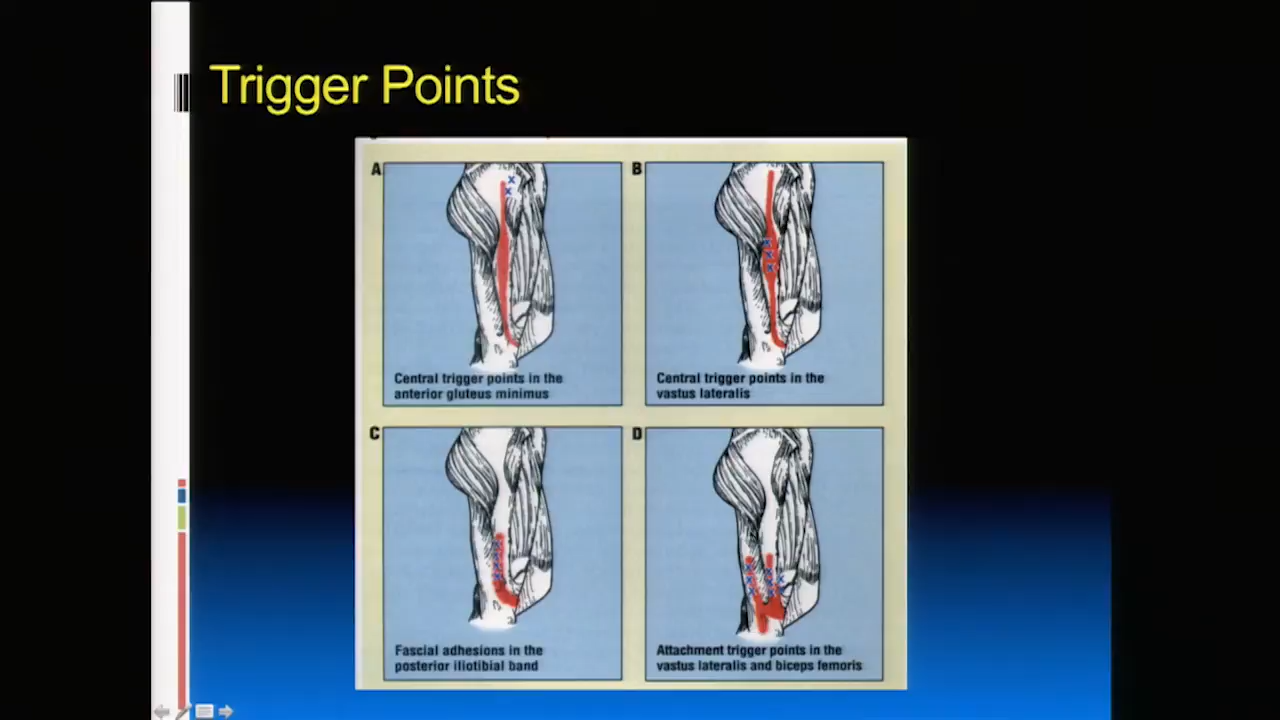 Trigger Points
A
B
Central trigger points in the
anterior gluteus minimus
Central trigger points in the
vastus lateralis
C
D
Fascial adhesions in the
posterior iliotibial band
Attachment trigger points in the
vastus lateralis and biceps femoris